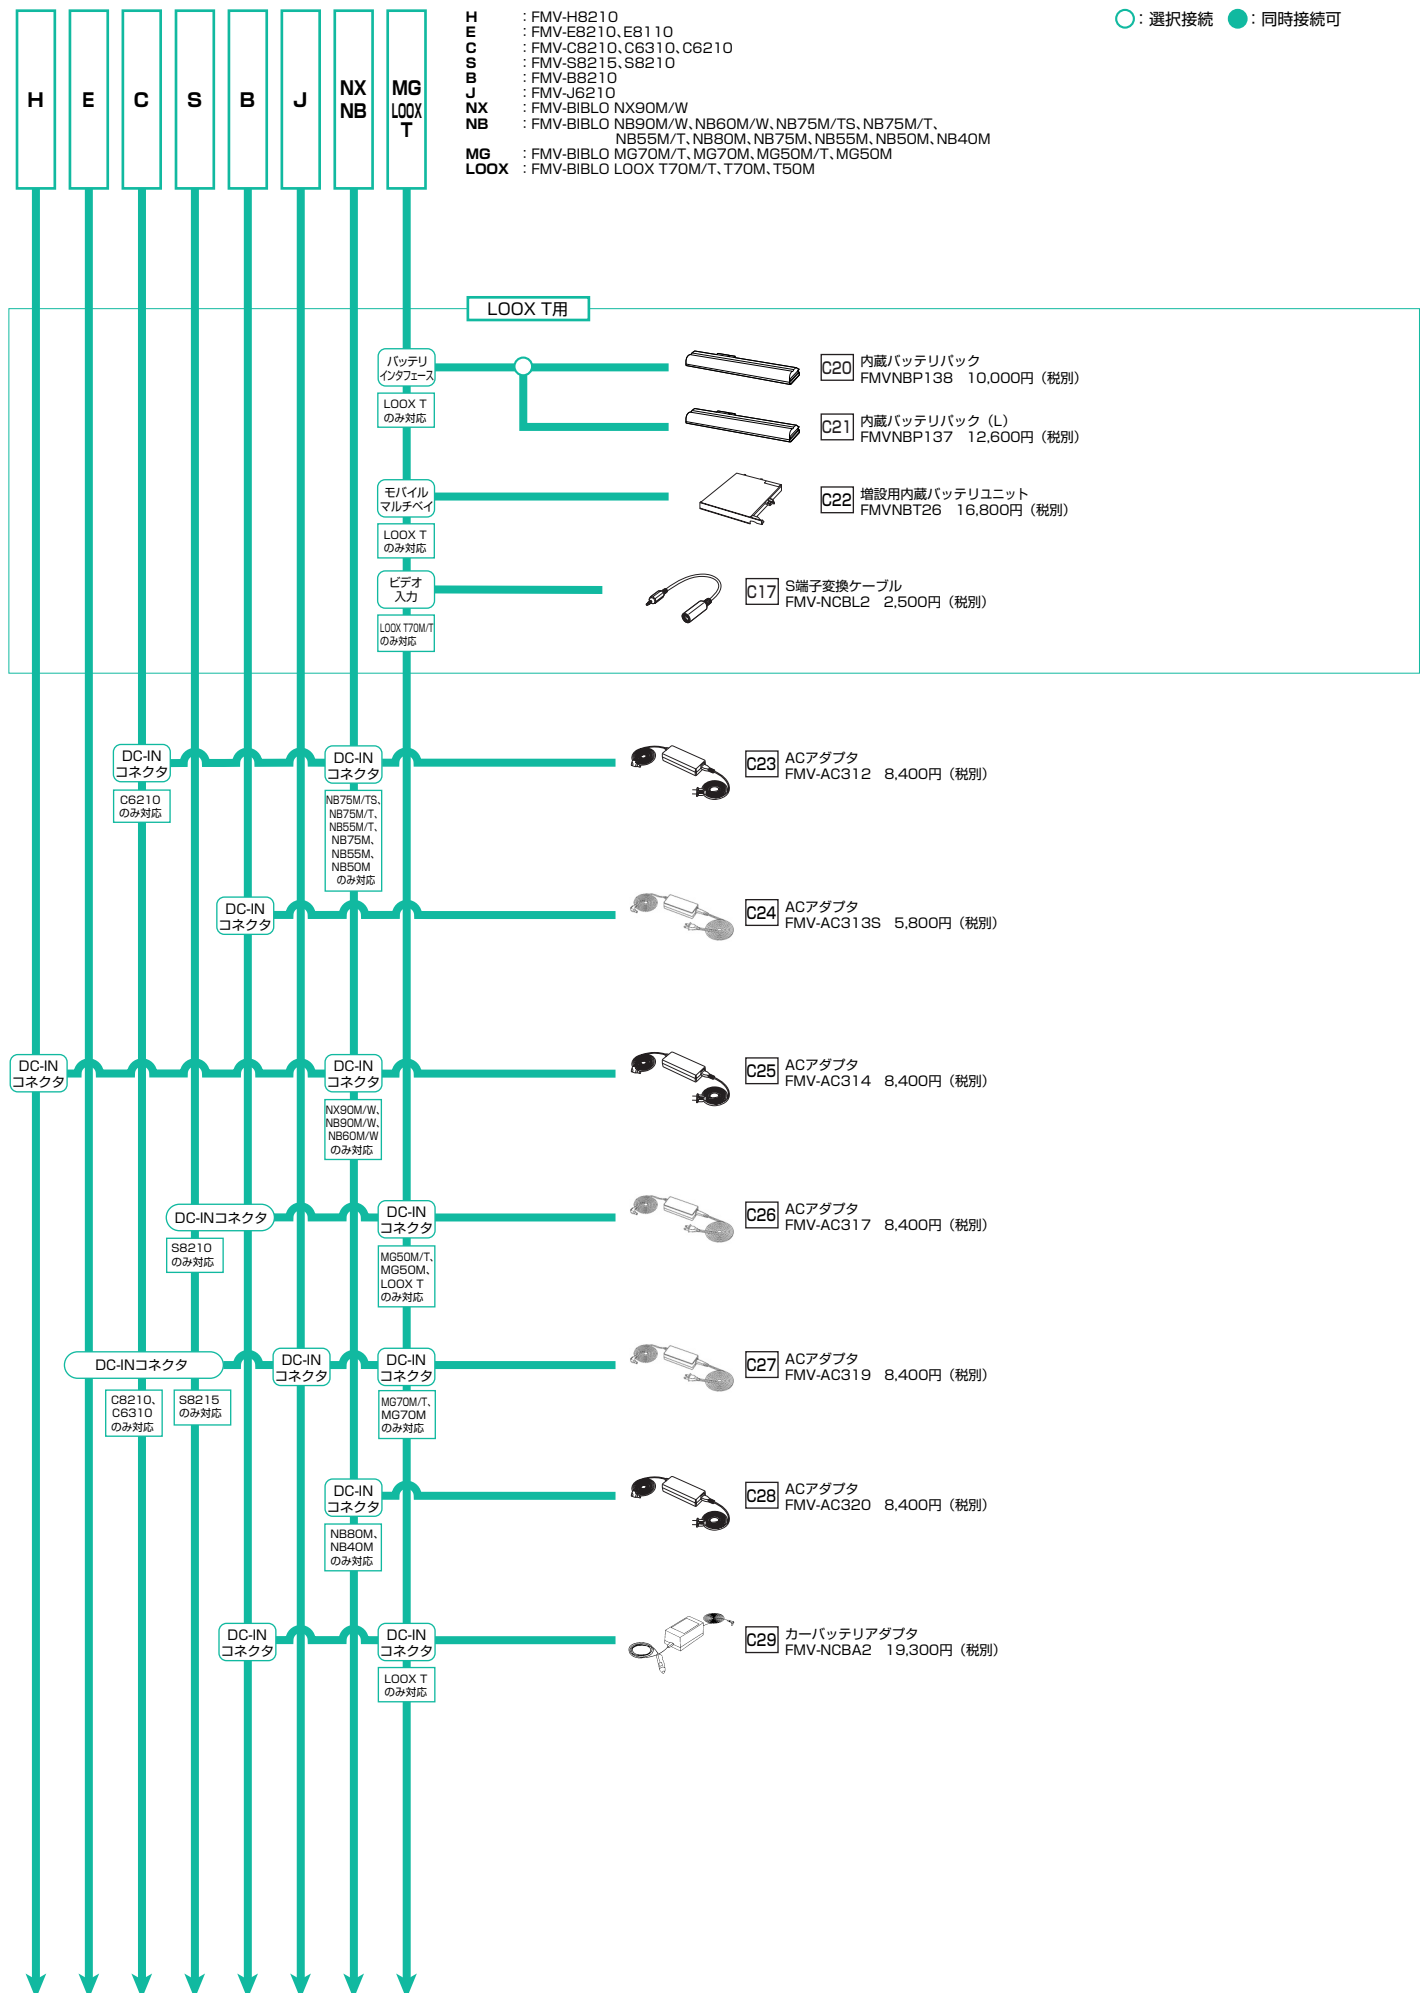 H : FMV-H8210
E : FMV-E8210、E8110
C : FMV-C8210、C6310、C6210
S : FMV-S8215、S8210
B : FMV-B8210
J : FMV-J6210
NX : FMV-BIBLO NX90M/W
NB : FMV-BIBLO NB90M/W、NB60M/W、NB75M/TS、NB75M/T、
NB55M/T、NB80M、NB75M、NB55M、NB50M、NB40M
MG : FMV-BIBLO MG70M/T、MG70M、MG50M/T、MG50M
LOOX : FMV-BIBLO LOOX T70M/T、T70M、T50M
○：選択接続 ●：同時接続可
H
E
C
S
B
J
NX
NB
MG
LOOX
T
LOOX T用
バッテリ
インタフェース
LOOX T
のみ対応
C20 内蔵バッテリパック
FMVNBP138 10,000円（税別）
C21 内蔵バッテリパック（L）
FMVNBP137 12,600円（税別）
モバイル
マルチベイ
LOOX T
のみ対応
C22 増設用内蔵バッテリユニット
FMVNBT26 16,800円（税別）
ビデオ
入力
LOOX T70M/T
のみ対応
C17 S端子変換ケーブル
FMV-NCBL2 2,500円（税別）
DC-IN
コネクタ
C6210
のみ対応
DC-IN
コネクタ
NB75M/TS、
NB75M/T、
NB55M/T、
NB75M、
NB55M、
NB50M
のみ対応
C23 ACアダプタ
FMV-AC312 8,400円（税別）
DC-IN
コネクタ
C24 ACアダプタ
FMV-AC313S 5,800円（税別）
DC-IN
コネクタ
DC-IN
コネクタ
NX90M/W、
NB90M/W、
NB60M/W
のみ対応
C25 ACアダプタ
FMV-AC314 8,400円（税別）
DC-INコネクタ
S8210
のみ対応
DC-IN
コネクタ
MG50M/T、
MG50M、
LOOX T
のみ対応
C26 ACアダプタ
FMV-AC317 8,400円（税別）
DC-INコネクタ
C8210、
C6310
のみ対応
S8215
のみ対応
DC-IN
コネクタ
DC-IN
コネクタ
MG70M/T、
MG70M
のみ対応
C27 ACアダプタ
FMV-AC319 8,400円（税別）
DC-IN
コネクタ
NB80M、
NB40M
のみ対応
C28 ACアダプタ
FMV-AC320 8,400円（税別）
DC-IN
コネクタ
DC-IN
コネクタ
LOOX T
のみ対応
C29 カーバッテリアダプタ
FMV-NCBA2 19,300円（税別）